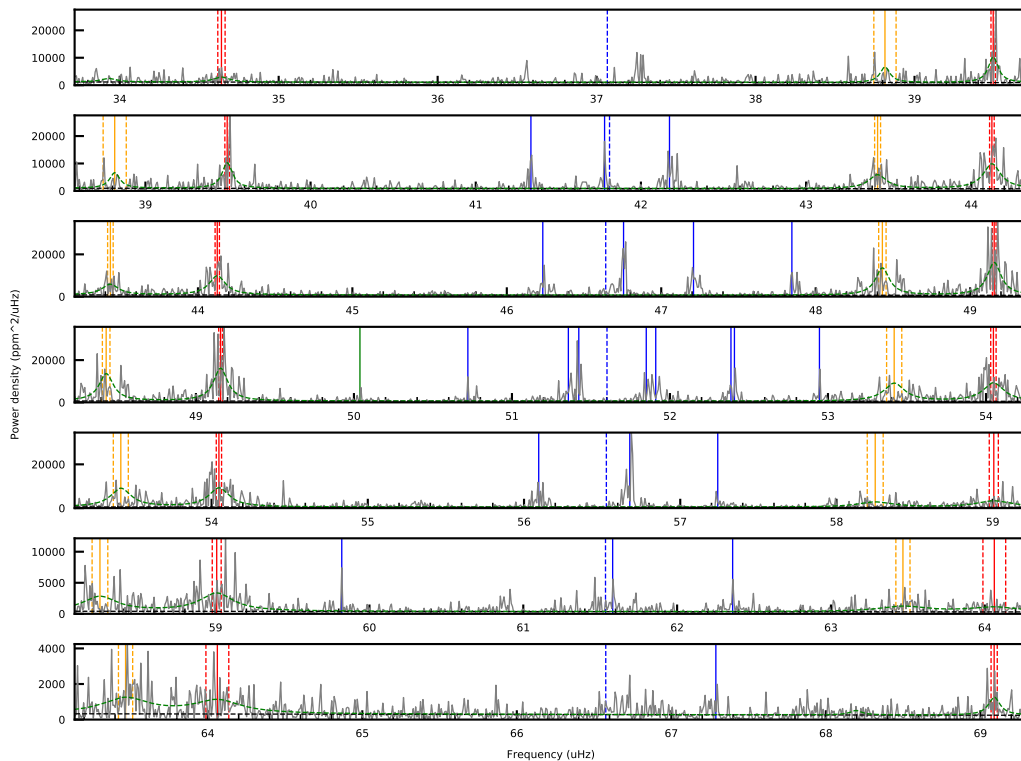 20000
10000
0
34 35 36 37 38 39
20000
10000
0
39 40 41 42 43 44
20000
0
44 45 46 47 48 49
20000
0
49 50 51 52 53 54
20000
0
54 55 56 57 58 59
10000
5000
0
59 60 61 62 63 64
4000
2000
0
64 65 66 67 68 69
Power density (ppm^2/uHz)
Frequency (uHz)